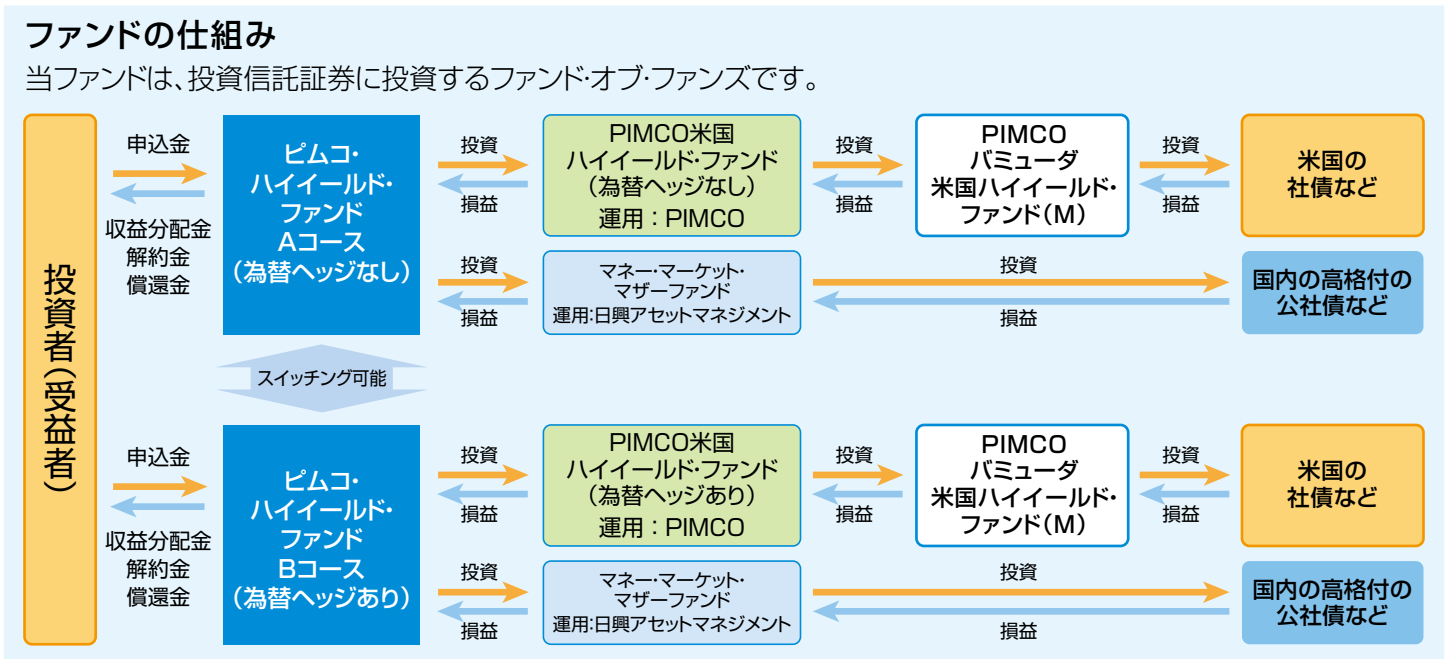 ファンドの仕組み
当ファンドは、投資信託証券に投資するファンド・オブ・ファンズです。
投資者（受益者）
申込金
収益分配金
解約金
償還金
ピムコ・
ハイイールド・
ファンド
Aコース
（為替ヘッジなし）
投資
損益
PIMCO米国
ハイイールド・ファンド
（為替ヘッジなし）
運用：PIMCO
投資
損益
PIMCO
バミューダ
米国ハイイールド・
ファンド（M）
投資
損益
米国の
社債など
投資
損益
マネー・マーケット・
マザーファンド
運用:日興アセットマネジメント
投資
損益
国内の高格付の
公社債など
スイッチング可能
申込金
収益分配金
解約金
償還金
ピムコ・
ハイイールド・
ファンド
Bコース
（為替ヘッジあり）
投資
損益
PIMCO米国
ハイイールド・ファンド
（為替ヘッジあり）
運用：PIMCO
投資
損益
PIMCO
バミューダ
米国ハイイールド・
ファンド（M）
投資
損益
米国の
社債など
投資
損益
マネー・マーケット・
マザーファンド
運用:日興アセットマネジメント
投資
損益
国内の高格付の
公社債など